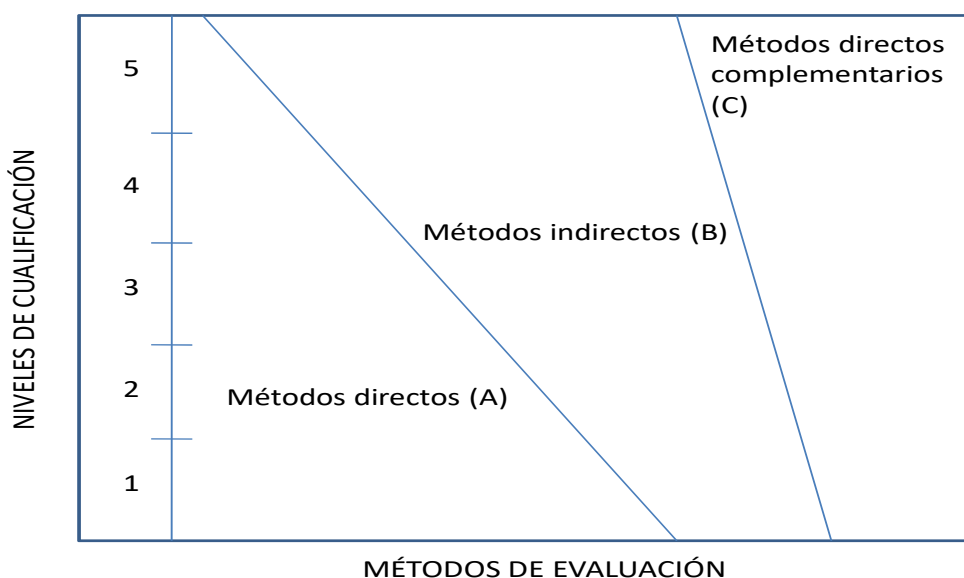 NIVELES DE CUALIFICACIÓN
5
4
3
2
1
Métodos directos
complementarios
(C)
Métodos indirectos (B)
Métodos directos (A)
MÉTODOS DE EVALUACIÓN